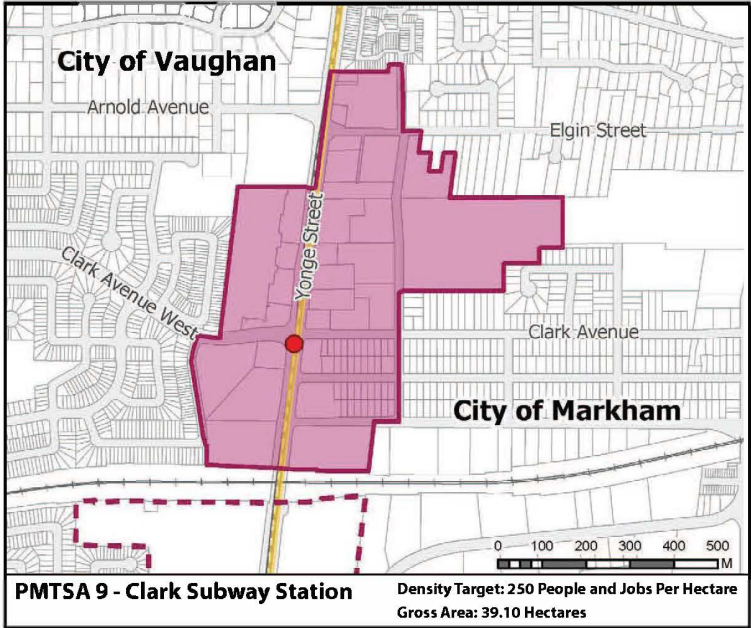 City of Vaughan
Arnold Avenue
Elgin Street
Yonge Street
Clark Avenue West
Clark Avenue
City of Markham
0 100 200 300 400 500
M
PMTSA 9 - Clark Subway Station
Density Target: 250 People and Jobs Per Hectare
Gross Area: 39.10 Hectares